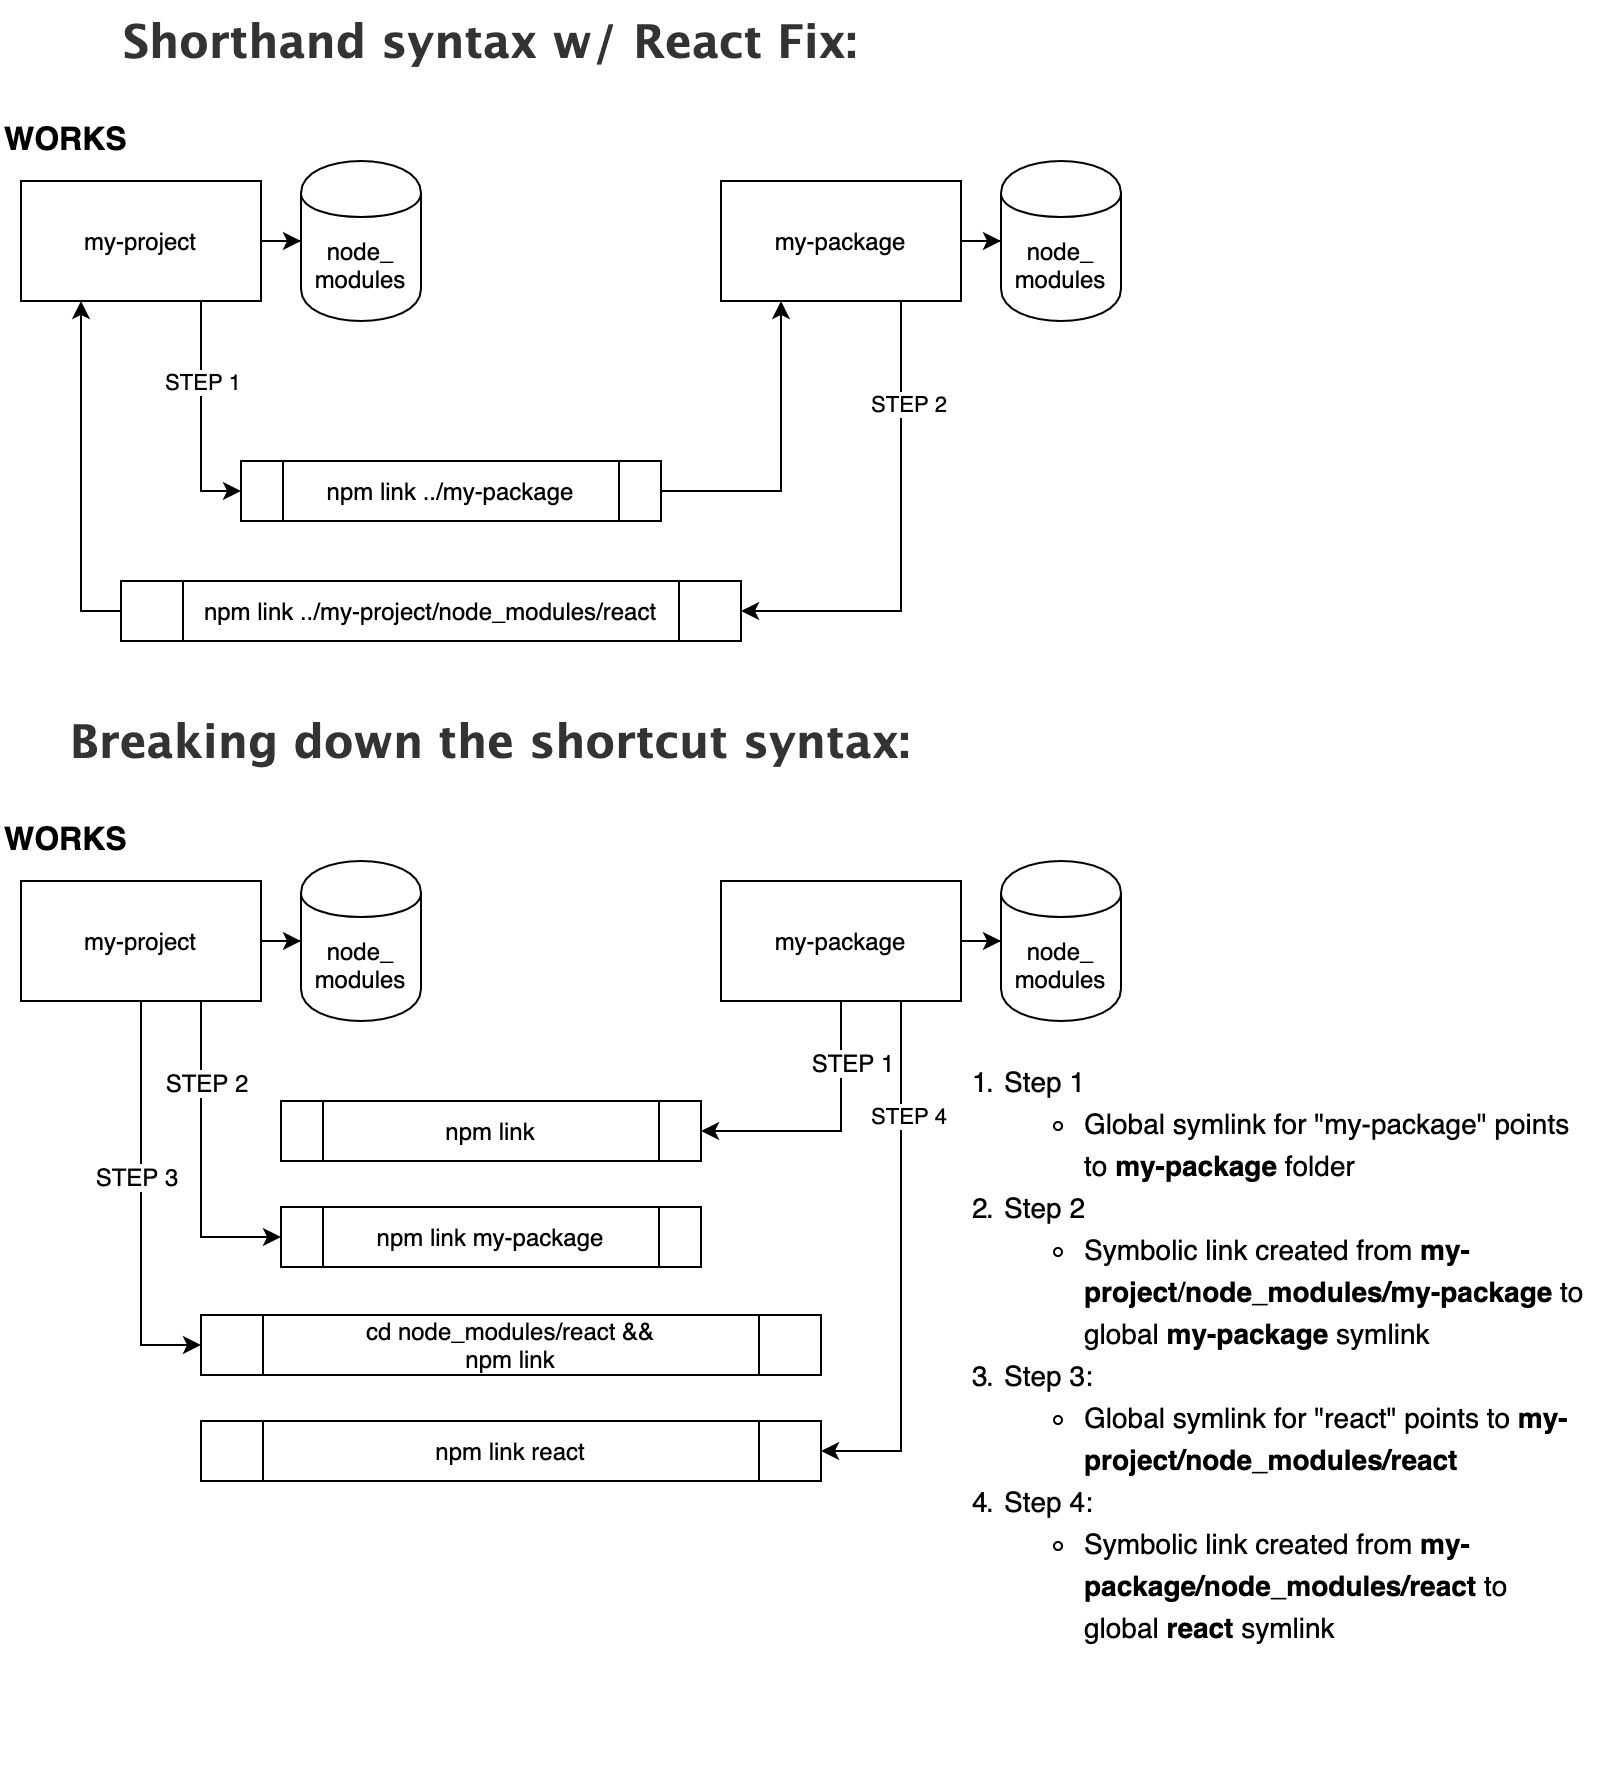 Shorthand syntax w/ React Fix:
WORKS
my-project
node_
modules
my-package
node_
modules
STEP 1
STEP 2
npm link ../my-package
npm link ../my-project/node_modules/react
Breaking down the shortcut syntax:
WORKS
my-project
node_
modules
my-package
node_
modules
STEP 1
STEP 2
STEP 4
STEP 3
npm link
npm link my-package
cd node_modules/react &&
npm link
npm link react
1. Step 1
Global symlink for "my-package" points
to my-package folder
2. Step 2
Symbolic link created from my-
project/node_modules/my-package to
global my-package symlink
3. Step 3:
Global symlink for "react" points to my-
project/node_modules/react
4. Step 4:
Symbolic link created from my-
package/node_modules/react to
global react symlink